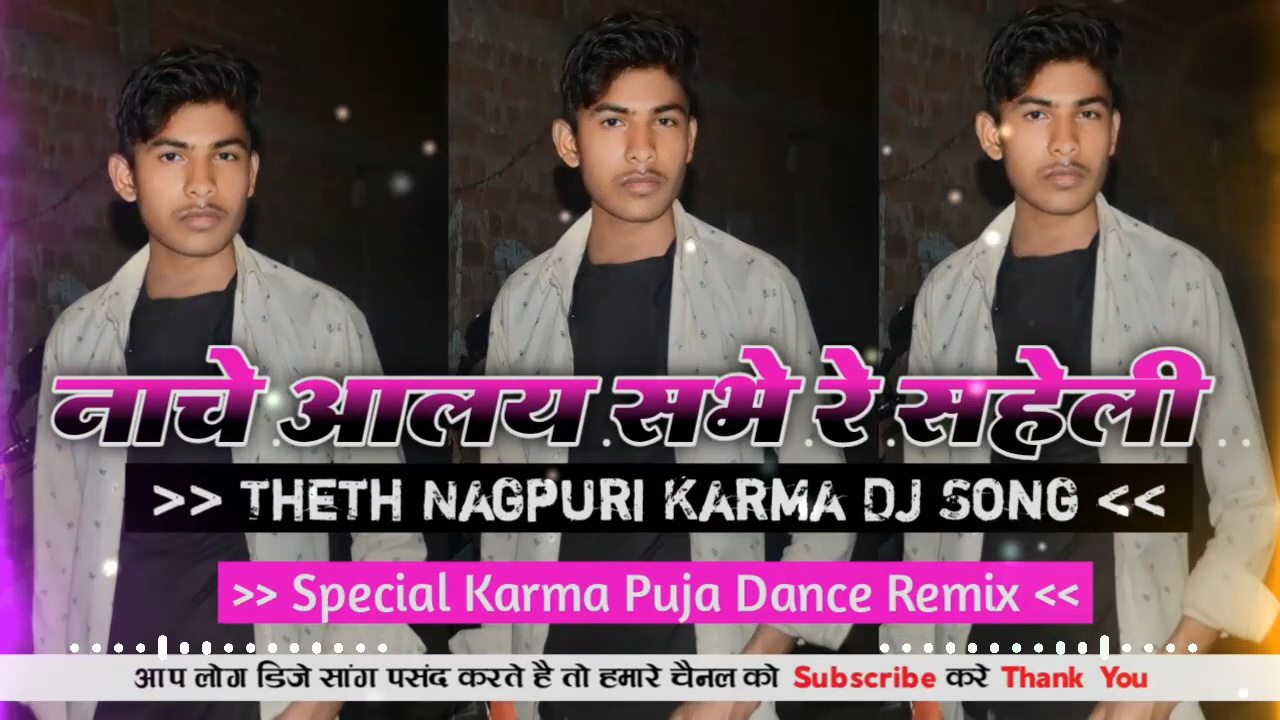 नाचे आलय सभे रे सहेली
>> THETH NAGPURI KARMA DJ SONG <<
>> Special Karma Puja Dance Remix <<
आप लोग डिजे सांग पसंद करते है तो हमारे चैनल को Subscribe करे Thank You